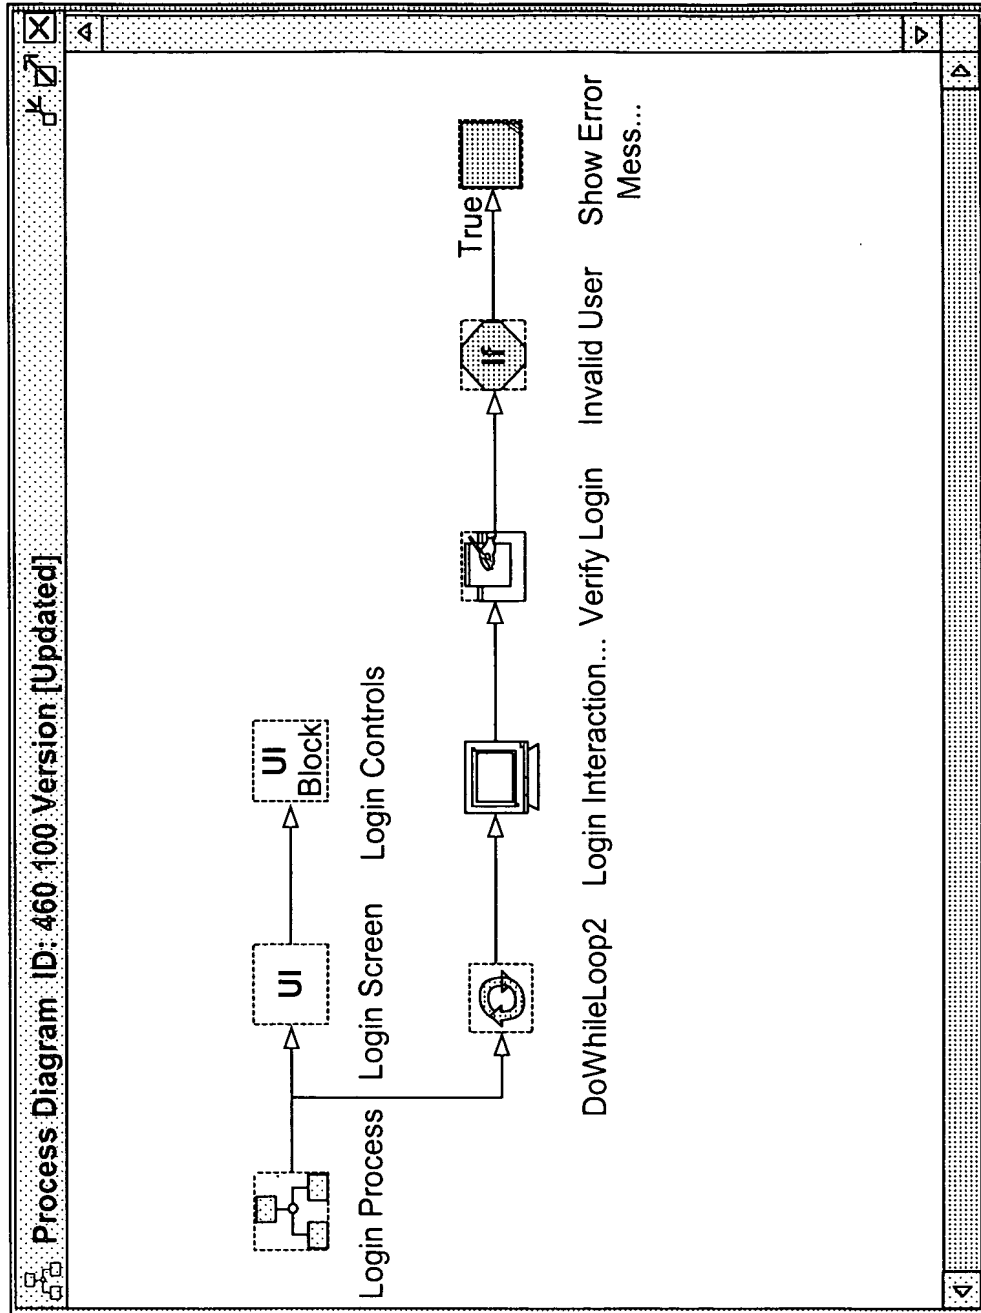 Process Diagram ID: 460 100 Version [Updated]
UI
UI
Block
Login Process
Login Screen
Login Controls
If
True
DoWhileLoop2
Login Interaction...
Verify Login
Invalid User
Show Error
Mess...